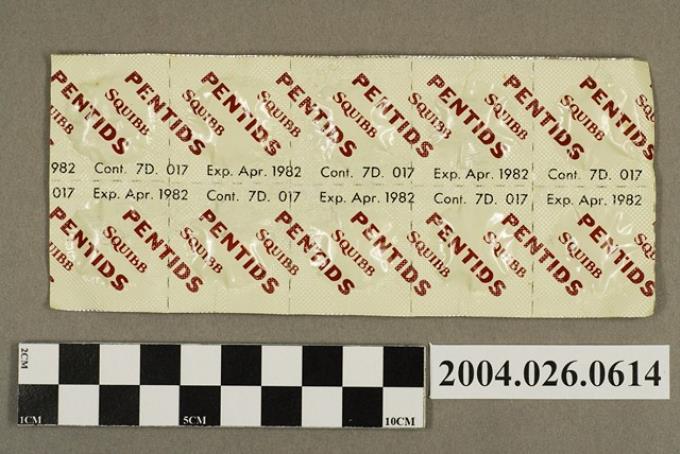 PENTIDS PENTIDS PENTIDS PENTIDS PENTIDS
SQUIBB SQUIBB SQUIBB SQUIBB SQUIBB SQUIBB
982 Cont. 7D. 017 Exp. Apr. 1982 Cont. 7D. 017 Exp. Apr. 1982 Cont. 7D. 017
017 Exp. Apr. 1982 Cont. 7D. 017 Exp. Apr. 1982 Cont. 7D. 017 Exp. Apr. 1982
PENTIDS PENTIDS PENTIDS PENTIDS PENTIDS
SQUIBB SQUIBB SQUIBB SQUIBB SQUIBB
2CM
1CM 5CM 10CM
2004.026.0614